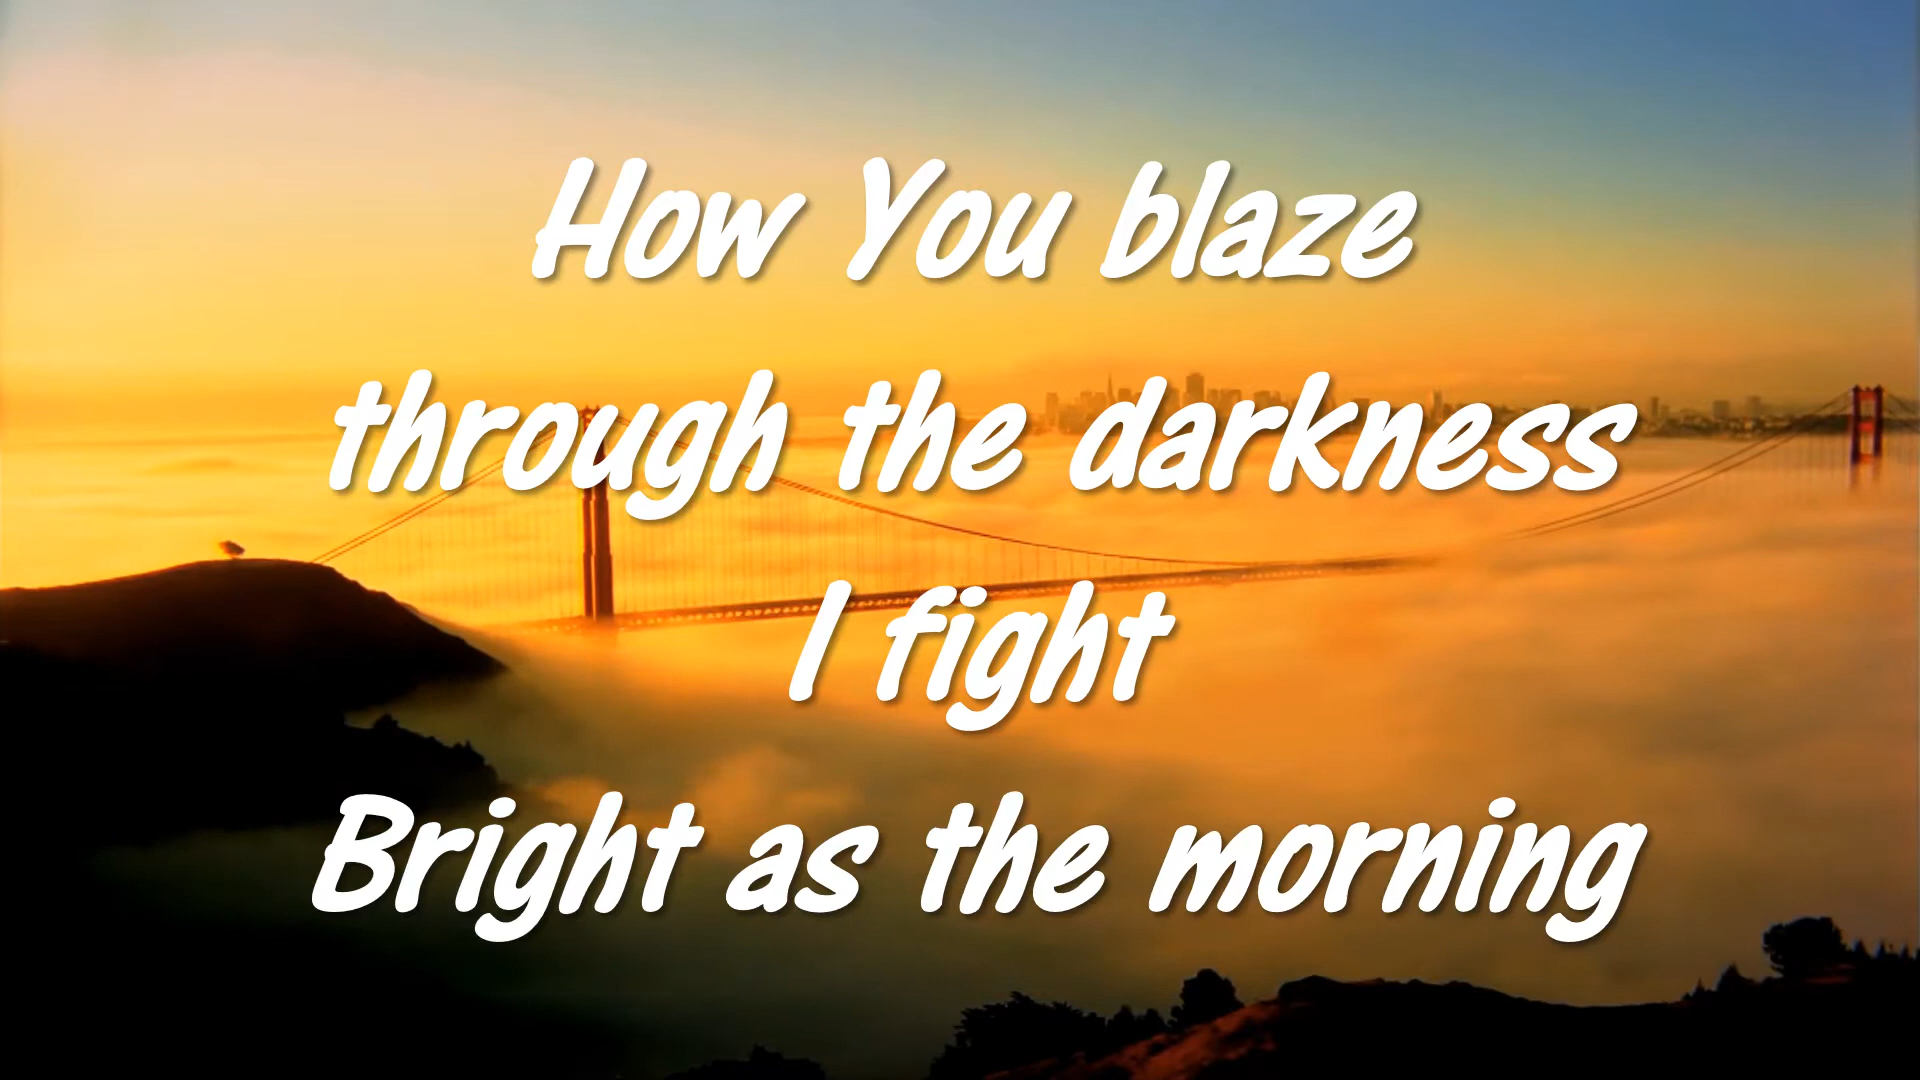 How You blaze
through the darkness
I fight
Bright as the morning